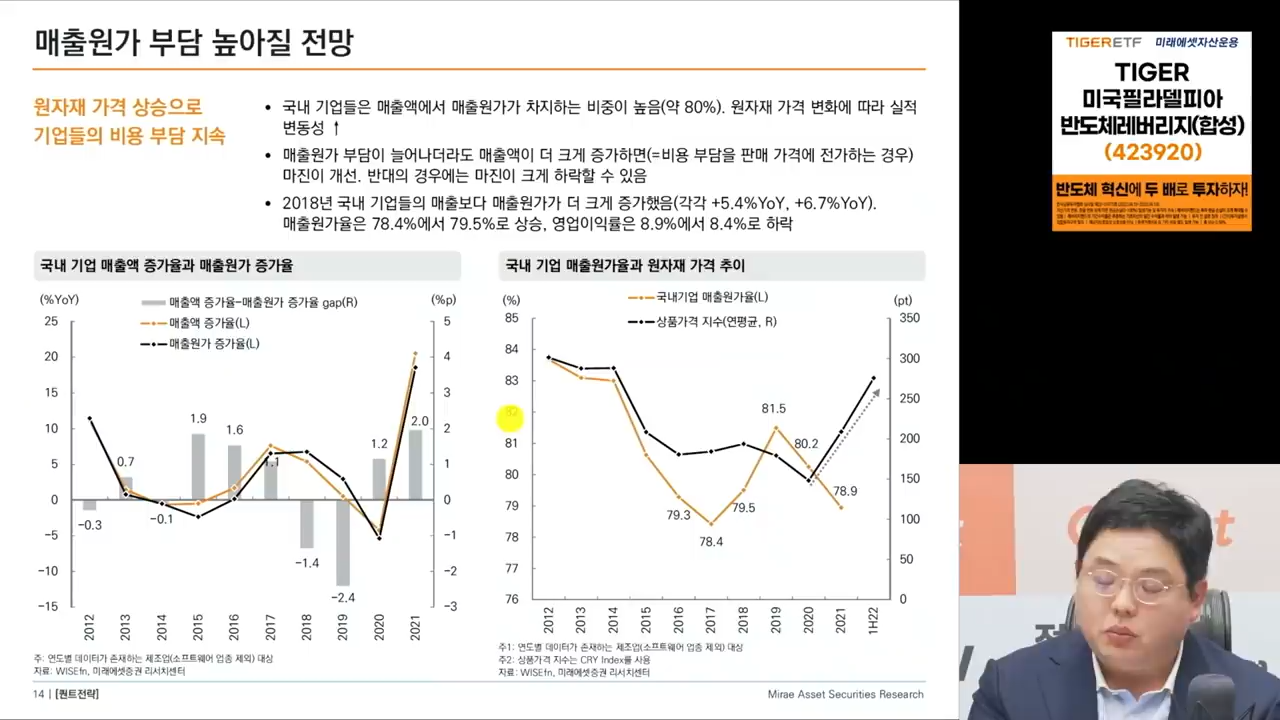 매출원가 부담 높아질 전망
원자재 가격 상승으로
기업들의 비용 부담 지속
• 국내 기업들은 매출액에서 매출원가가 차지하는 비중이 높음(약 80%). 원자재 가격 변화에 따라 실적
변동성 ↑
• 매출원가 부담이 늘어나더라도 매출액이 더 크게 증가하면(=비용 부담을 판매 가격에 전가하는 경우)
마진이 개선. 반대의 경우에는 마진이 크게 하락할 수 있음
• 2018년 국내 기업들의 매출보다 매출원가가 더 크게 증가했음(각각 +5.4%YoY, +6.7%YoY).
매출원가율은 78.4%에서 79.5%로 상승, 영업이익률은 8.9%에서 8.4%로 하락
국내 기업 매출액 증가율과 매출원가 증가율
(%YoY)
(%p)
매출액 증가율-매출원가 증가율 gap(R)
매출액 증가율(L)
매출원가 증가율(L)
25
20
15
10
5
0
-5
-10
-15
5
4
3
2
1
0
-1
-2
-3
-0.3
0.7
-0.1
1.9
1.6
1.1
-1.4
-2.4
1.2
2.0
2012
2013
2014
2015
2016
2017
2018
2019
2020
2021
주: 연도별 데이터가 존재하는 제조업(소프트웨어 업종 제외) 대상
자료: WISEfn, 미래에셋증권 리서치센터
국내 기업 매출원가율과 원자재 가격 추이
(%)
(pt)
국내기업 매출원가율(L)
상품가격 지수(연평균, R)
85
84
83
82
81
80
79
78
77
76
350
300
250
200
150
100
50
0
79.3
78.4
79.5
81.5
80.2
78.9
2012
2013
2014
2015
2016
2017
2018
2019
2020
2021
1H22
주1: 연도별 데이터가 존재하는 제조업(소프트웨어 업종 제외) 대상
주2: 상품가격 지수는 CRY Index를 사용
자료: WISEfn, 미래에셋증권 리서치센터
14 | [퀀트전략]
Mirae Asset Securities Research
TIGERETF 미래에셋자산운용
TIGER
미국필라델피아
반도체레버리지(합성)
(423920)
반도체 혁신에 두 배로 투자하자!